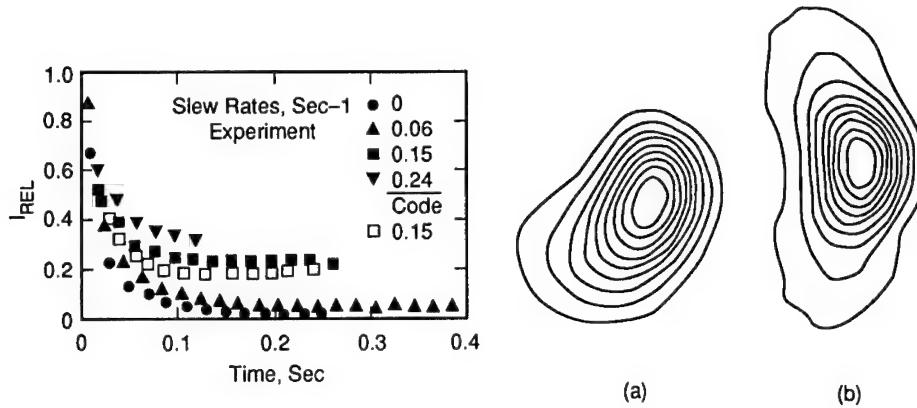 1.0
0.8
0.6
0.4
0.2
0
I REL
Slew Rates, Sec–1
Experiment
0
0.06
0.15
0.24
Code
0.15
0
0.1
0.2
0.3
0.4
Time, Sec
(a)
(b)